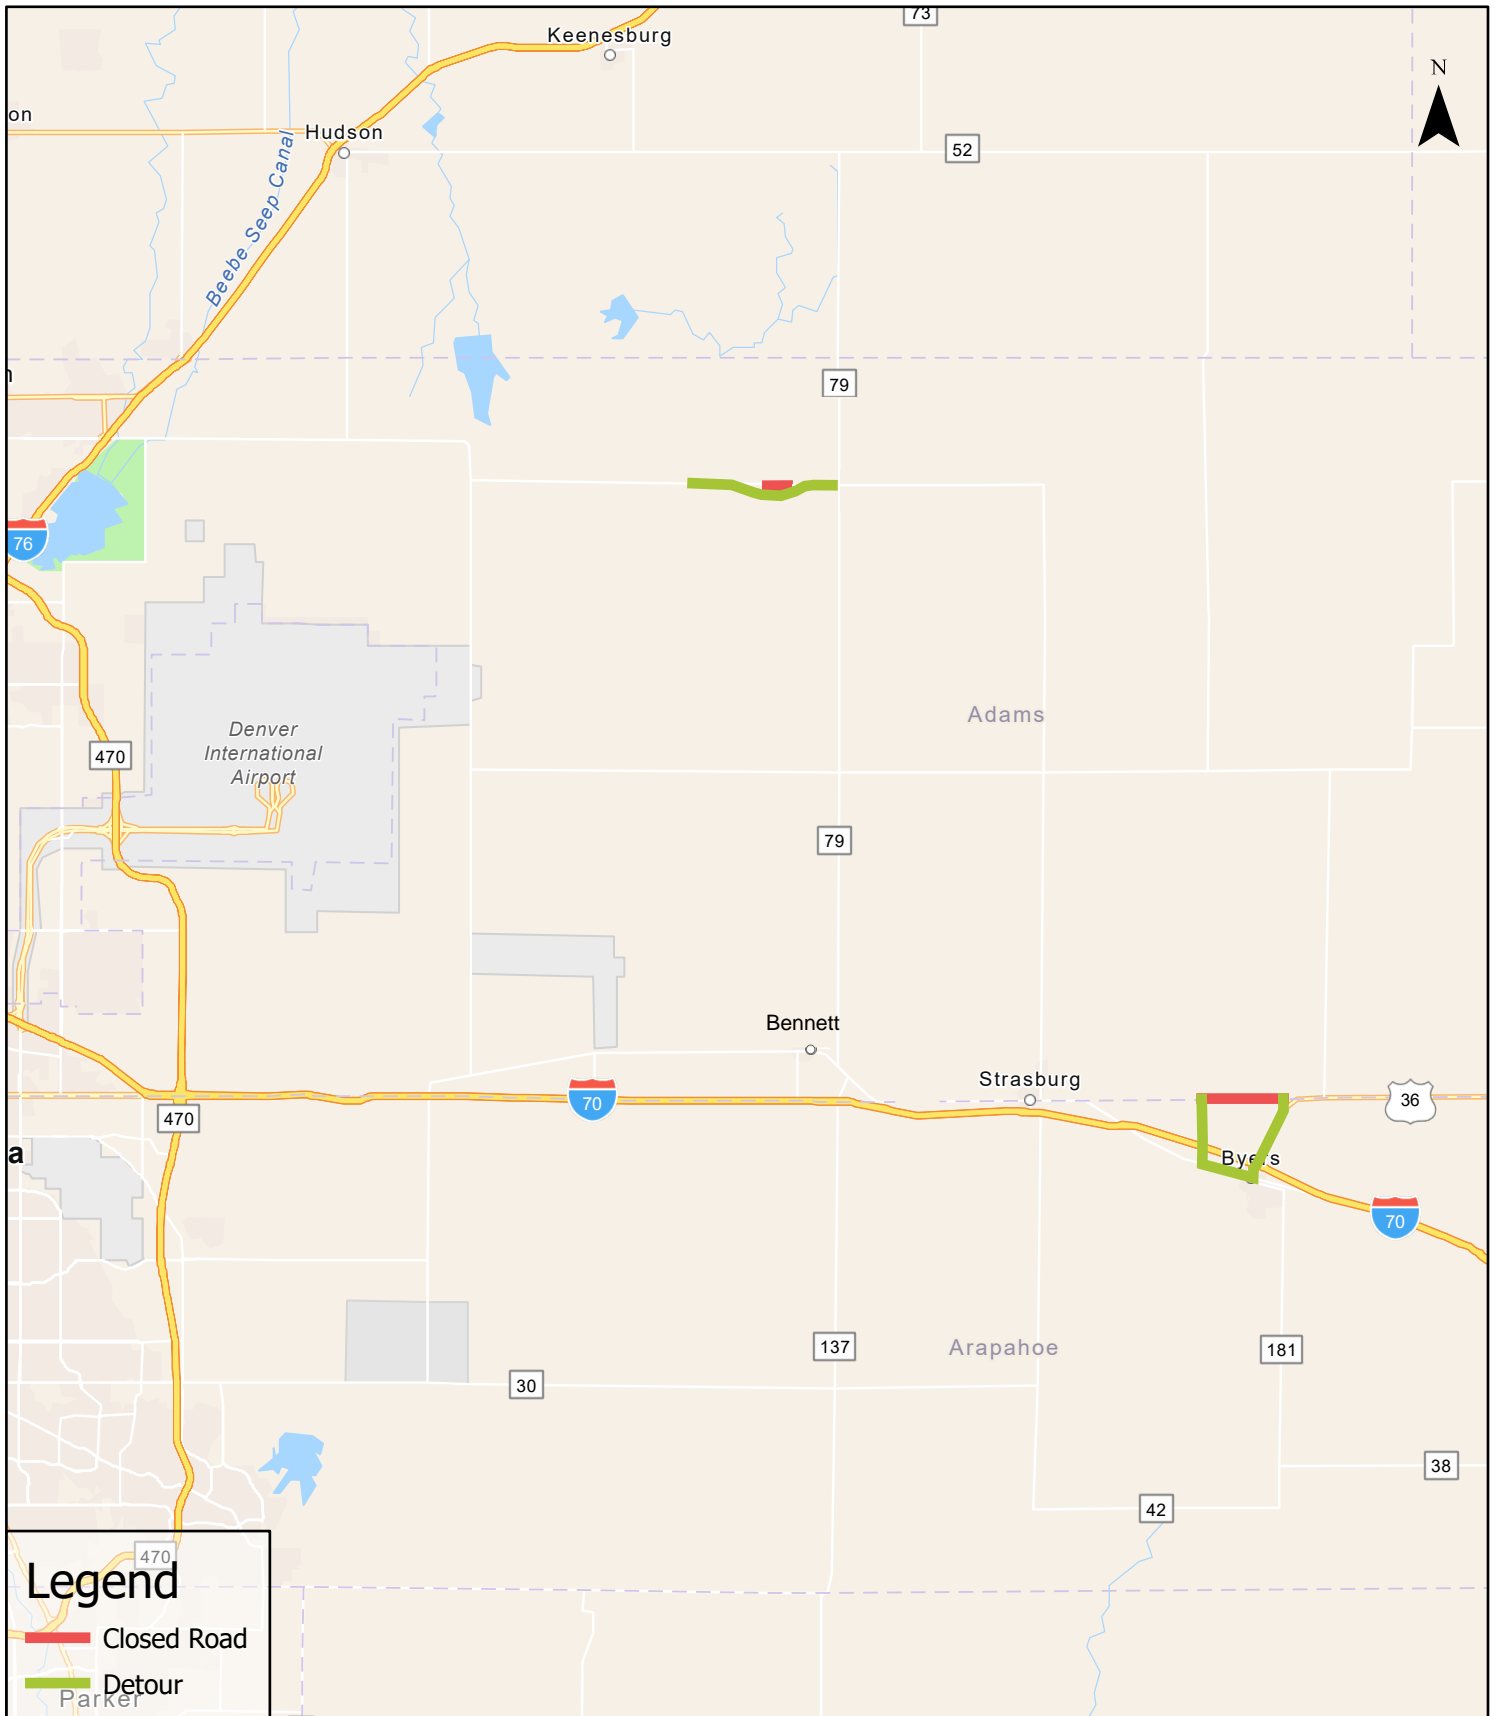 73
Keenesburg
N
on
Hudson
52
Beebe Seep Canal
79
76
Adams
Denver
International
Airport
470
79
Bennett
Strasburg
70
36
470
a
Byers
70
137
Arapahoe
181
30
38
42
470
Legend
Closed Road
Detour
Parker